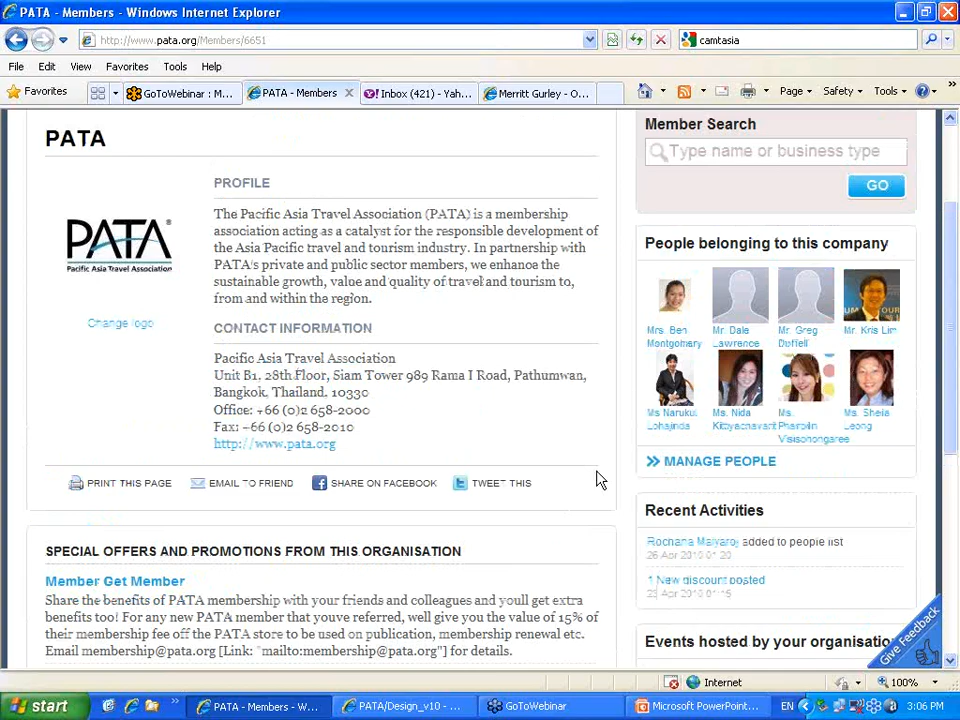 PATA - Members - Windows Internet Explorer
http://www.pata.org/Members/6651
camtasia
File Edit View Favorites Tools Help
Favorites
GoToWebinar : M...
PATA - Members
Inbox (421) - Yah...
Merritt Gurley - O...
Page
Safety
Tools
PATA
PROFILE
The Pacific Asia Travel Association (PATA) is a membership
association acting as a catalyst for the responsible development of
the Asia Pacific travel and tourism industry. In partnership with
PATA's private and public sector members, we enhance the
sustainable growth, value and quality of travel and tourism to,
from and within the region.
PATA
Pacific Asia Travel Association
Change logo
CONTACT INFORMATION
Pacific Asia Travel Association
Unit B1, 28th Floor, Siam Tower 989 Rama I Road, Pathumwan,
Bangkok, Thailand, 10330
Office: +66 (0)2 658-2000
Fax: +66 (0)2 658-2010
http://www.pata.org
PRINT THIS PAGE
EMAIL TO FRIEND
SHARE ON FACEBOOK
TWEET THIS
SPECIAL OFFERS AND PROMOTIONS FROM THIS ORGANISATION
Member Get Member
Share the benefits of PATA membership with your friends and colleagues and youll get extra
benefits too! For any new PATA member that youve referred, well give you the value of 15% of
their membership fee off the PATA store to be used on publication, membership renewal etc.
Email membership@pata.org [Link: "mailto:membership@pata.org"] for details.
Member Search
Type name or business type
GO
People belonging to this company
Mrs. Ben
Montgomery
Mr. Dale
Lawrence
Mr. Greg
Duffell
Mr. Kris Lim
Ms. Narukul
Ms. Nida
Ms.
Ms. Sheila
Leong
MANAGE PEOPLE
Recent Activities
added to people list
26 Apr 2010 01:20
1 New discount posted
Events hosted by your organisatio
Give Feedback
Internet
100%
start
PATA - Members - W...
PATA/Design_v10 - ...
GoToWebinar
Microsoft PowerPoint...
EN
3:06 PM